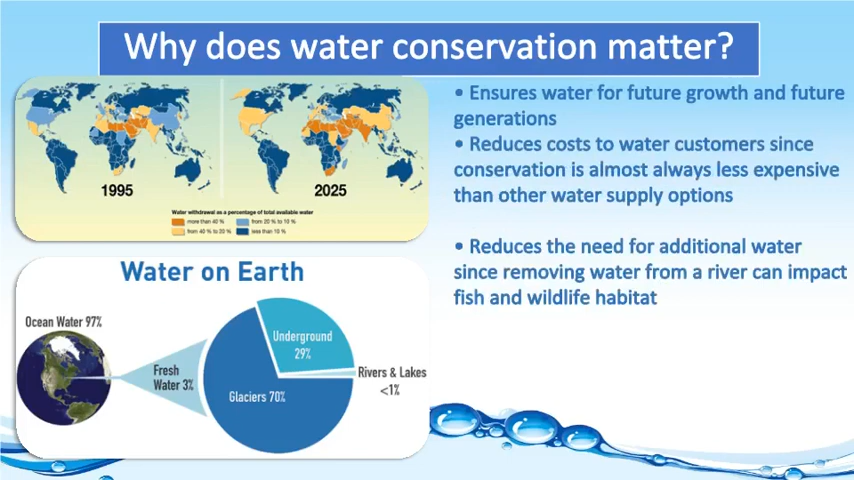 Why does water conservation matter?
1995
2025
Water withdrawal as a percentage of total available water
more than 40 %
from 20 % to 10 %
from 40 % to 20 %
less than 10 %
Water on Earth
Ocean Water 97%
Fresh
Water 3%
Underground
29%
Glaciers 70%
Rivers & Lakes
<1%
• Ensures water for future growth and future
generations
• Reduces costs to water customers since
conservation is almost always less expensive
than other water supply options
• Reduces the need for additional water
since removing water from a river can impact
fish and wildlife habitat